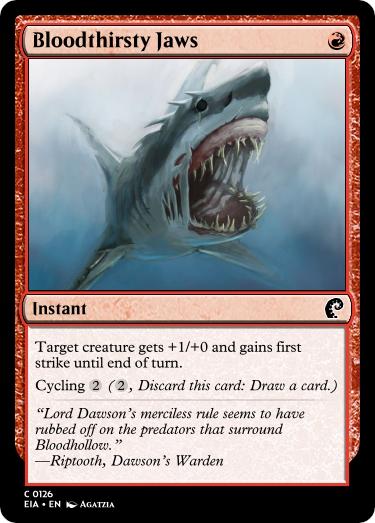 Bloodthirsty Jaws
Instant
Target creature gets +1/+0 and gains first
strike until end of turn.
Cycling 2 (2, Discard this card: Draw a card.)
“Lord Dawson’s merciless rule seems to have
rubbed off on the predators that surround
Bloodhollow.”
—Riptooth, Dawson’s Warden
C 0126
EIA • EN Agatzia